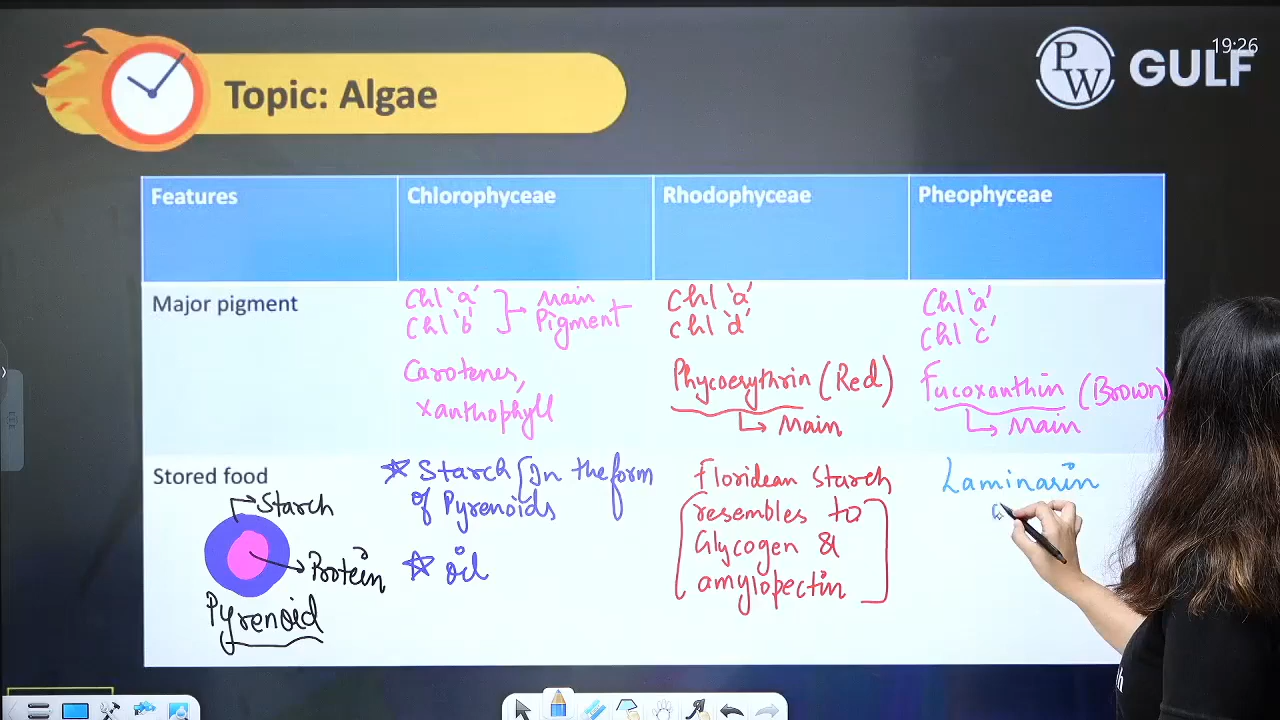 19:26
PW GULF
Topic: Algae
Features Chlorophyceae Rhodophyceae Pheophyceae
Major pigment
Chl 'a'
Chl 'b'
Main
Pigment
Carotenes,
xanthophyll
Chl 'a'
Chl 'd'
Phycoerythrin (Red)
Main
Chl 'a'
Chl 'c'
Fucoxanthin (Brown)
Main
Stored food
Starch
Protein
Pyrenoid
Starch [In the form
of Pyrenoids
oil
Floridean Starch
resembles to
Glycogen &
amylopectin
Laminarin